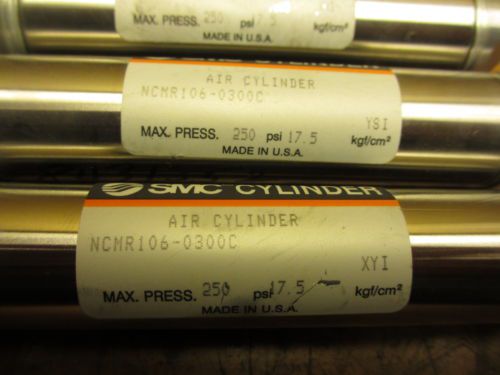 MAX. PRESS. 250 psi 17.5
kgf/cm²
MADE IN U.S.A.
AIR CYLINDER
NCMR106-0300C
YSI
MAX. PRESS. 250 psi 17.5 kgf/cm²
MADE IN U.S.A.
SMC CYLINDER
AIR CYLINDER
NCMR106-0300C
XYI
MAX. PRESS. 250 psi 17.5 kgf/cm²
MADE IN U.S.A.